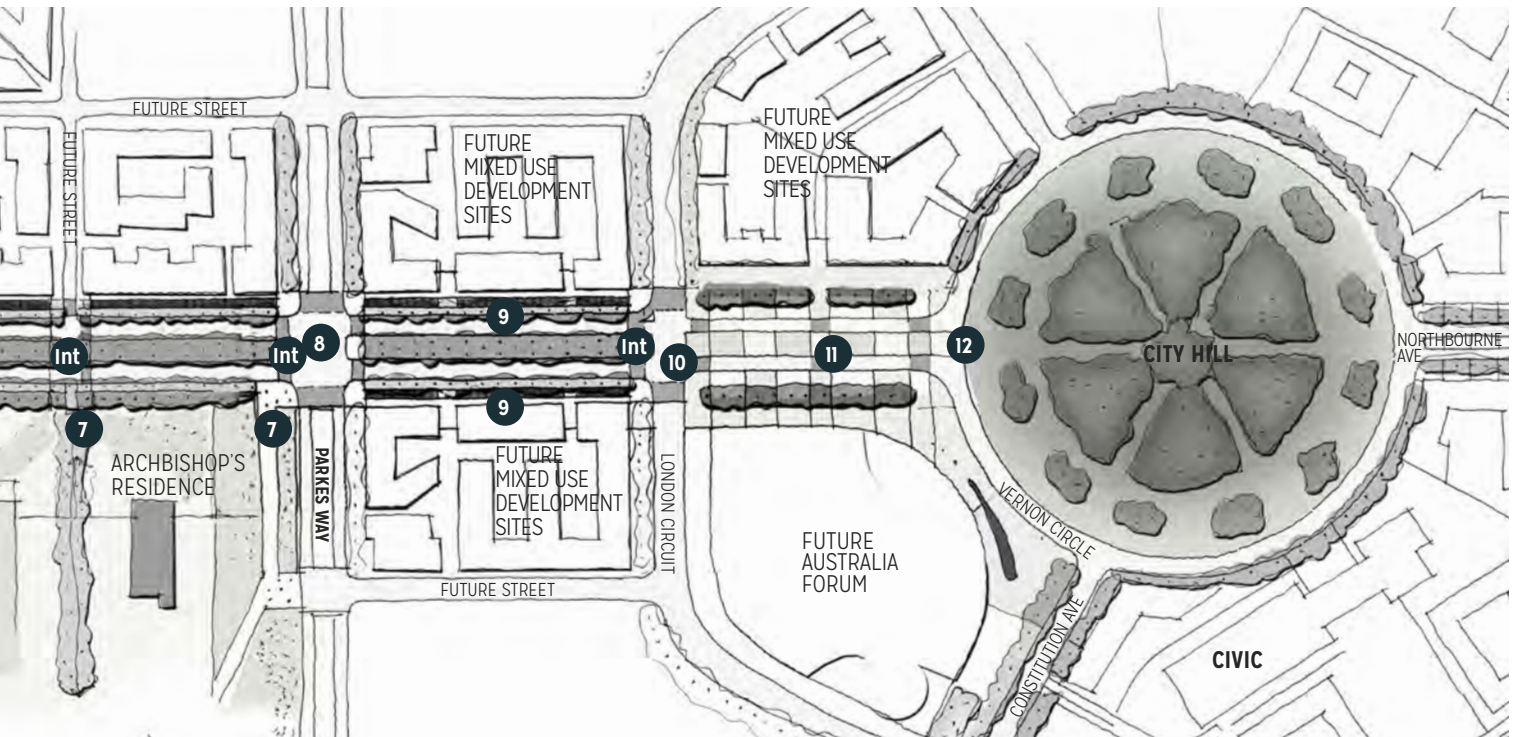 FUTURE STREET
FUTURE STREET
FUTURE
MIXED USE
DEVELOPMENT
SITES
FUTURE
MIXED USE
DEVELOPMENT
SITES
9
Int
Int
8
Int
10
11
12
CITY HILL
NORTHBOURNE
AVE
7
7
9
ARCHBISHOP'S
RESIDENCE
PARKES WAY
FUTURE
MIXED USE
DEVELOPMENT
SITES
LONDON CIRCUIT
VERNON CIRCLE
FUTURE
AUSTRALIA
FORUM
FUTURE STREET
CONSTITUTION AVE
CIVIC